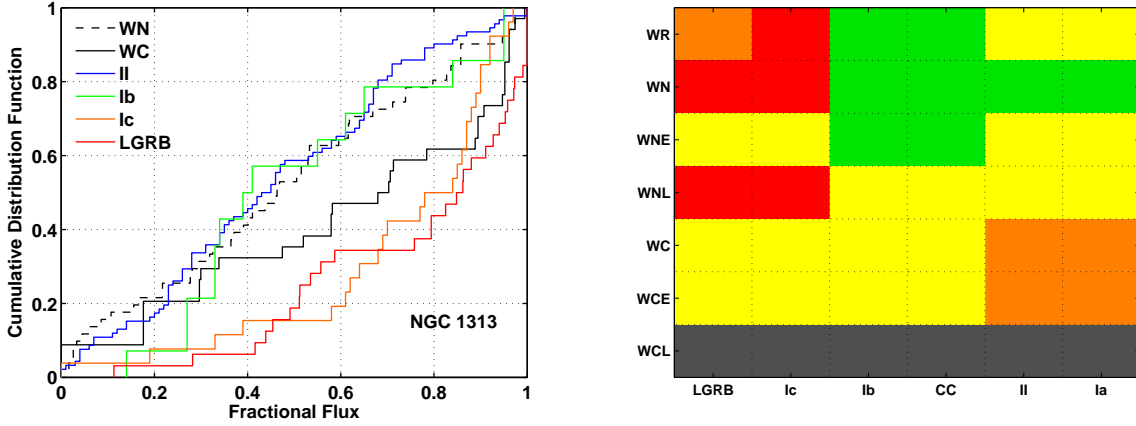 Cumulative Distribution Function
1
0.8
0.6
0.4
0.2
0
WN
WC
II
Ib
Ic
LGRB
NGC 1313
0 0.2 0.4 0.6 0.8 1
Fractional Flux
WR
WN
WNE
WNL
WC
WCE
WCL
LGRB Ic Ib CC II Ia